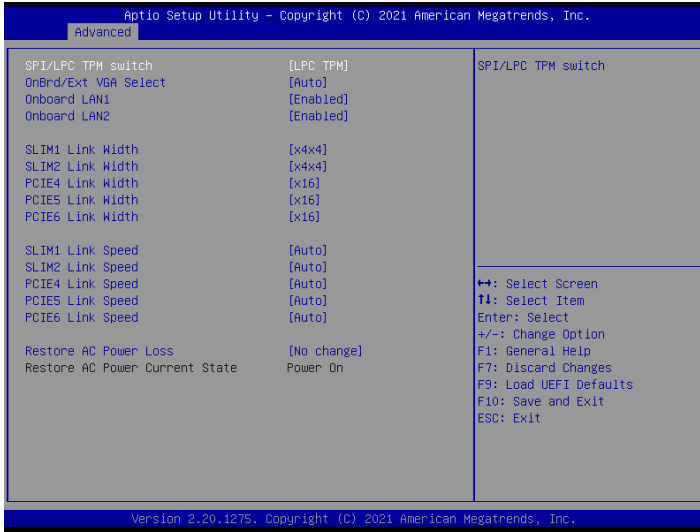 Aptio Setup Utility – Copyright (C) 2021 American Megatrends, Inc.
Advanced
SPI/LPC TPM switch [LPC TPM] SPI/LPC TPM switch
OnBrd/Ext VGA Select [Auto]
Onboard LAN1 [Enabled]
Onboard LAN2 [Enabled]
SLIM1 Link Width [x4x4]
SLIM2 Link Width [x4x4]
PCIE4 Link Width [x16]
PCIE5 Link Width [x16]
PCIE6 Link Width [x16]
SLIM1 Link Speed [Auto]
SLIM2 Link Speed [Auto]
PCIE4 Link Speed [Auto]
PCIE5 Link Speed [Auto]
PCIE6 Link Speed [Auto]
Restore AC Power Loss [No change]
Restore AC Power Current State Power On
↔: Select Screen
↑↓: Select Item
Enter: Select
+/-: Change Option
F1: General Help
F7: Discard Changes
F9: Load UEFI Defaults
F10: Save and Exit
ESC: Exit
Version 2.20.1275. Copyright (C) 2021 American Megatrends, Inc.